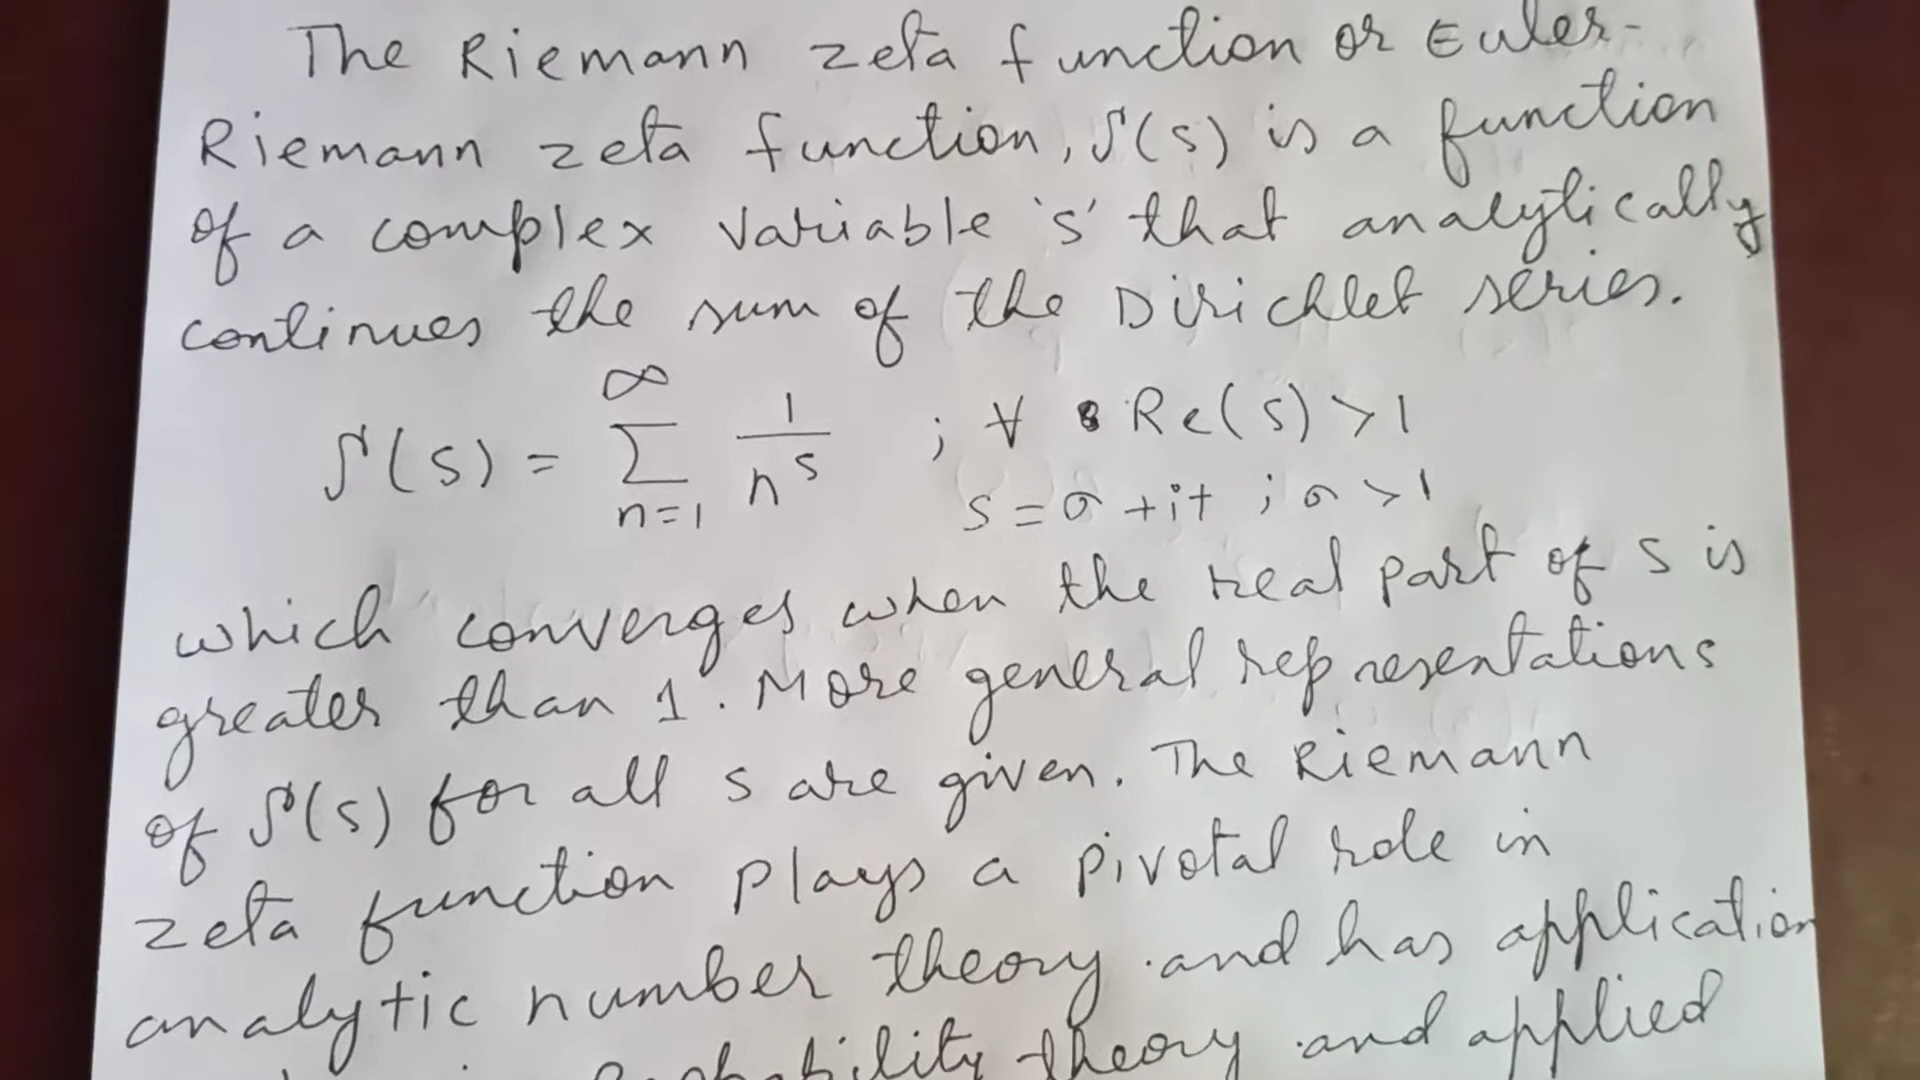 The Riemann zeta function or Euler-
Riemann zeta function, ζ(s) is a function
of a complex variable 's' that analytically
continues the sum of the Dirichlet series.
ζ(s) = ∑_{n=1}^{∞} 1/n^s ; ∀ Re(s) > 1
s = σ + it ; σ > 1
which converges when the real part of s is
greater than 1. More general representations
of ζ(s) for all s are given. The Riemann
zeta function plays a pivotal role in
analytic number theory and has application
Probability theory and applied